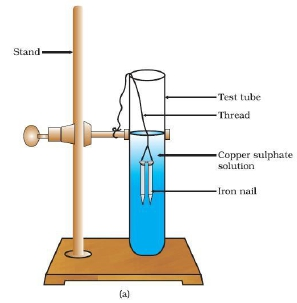 Stand
Test tube
Thread
Copper sulphate
solution
Iron nail
(a)